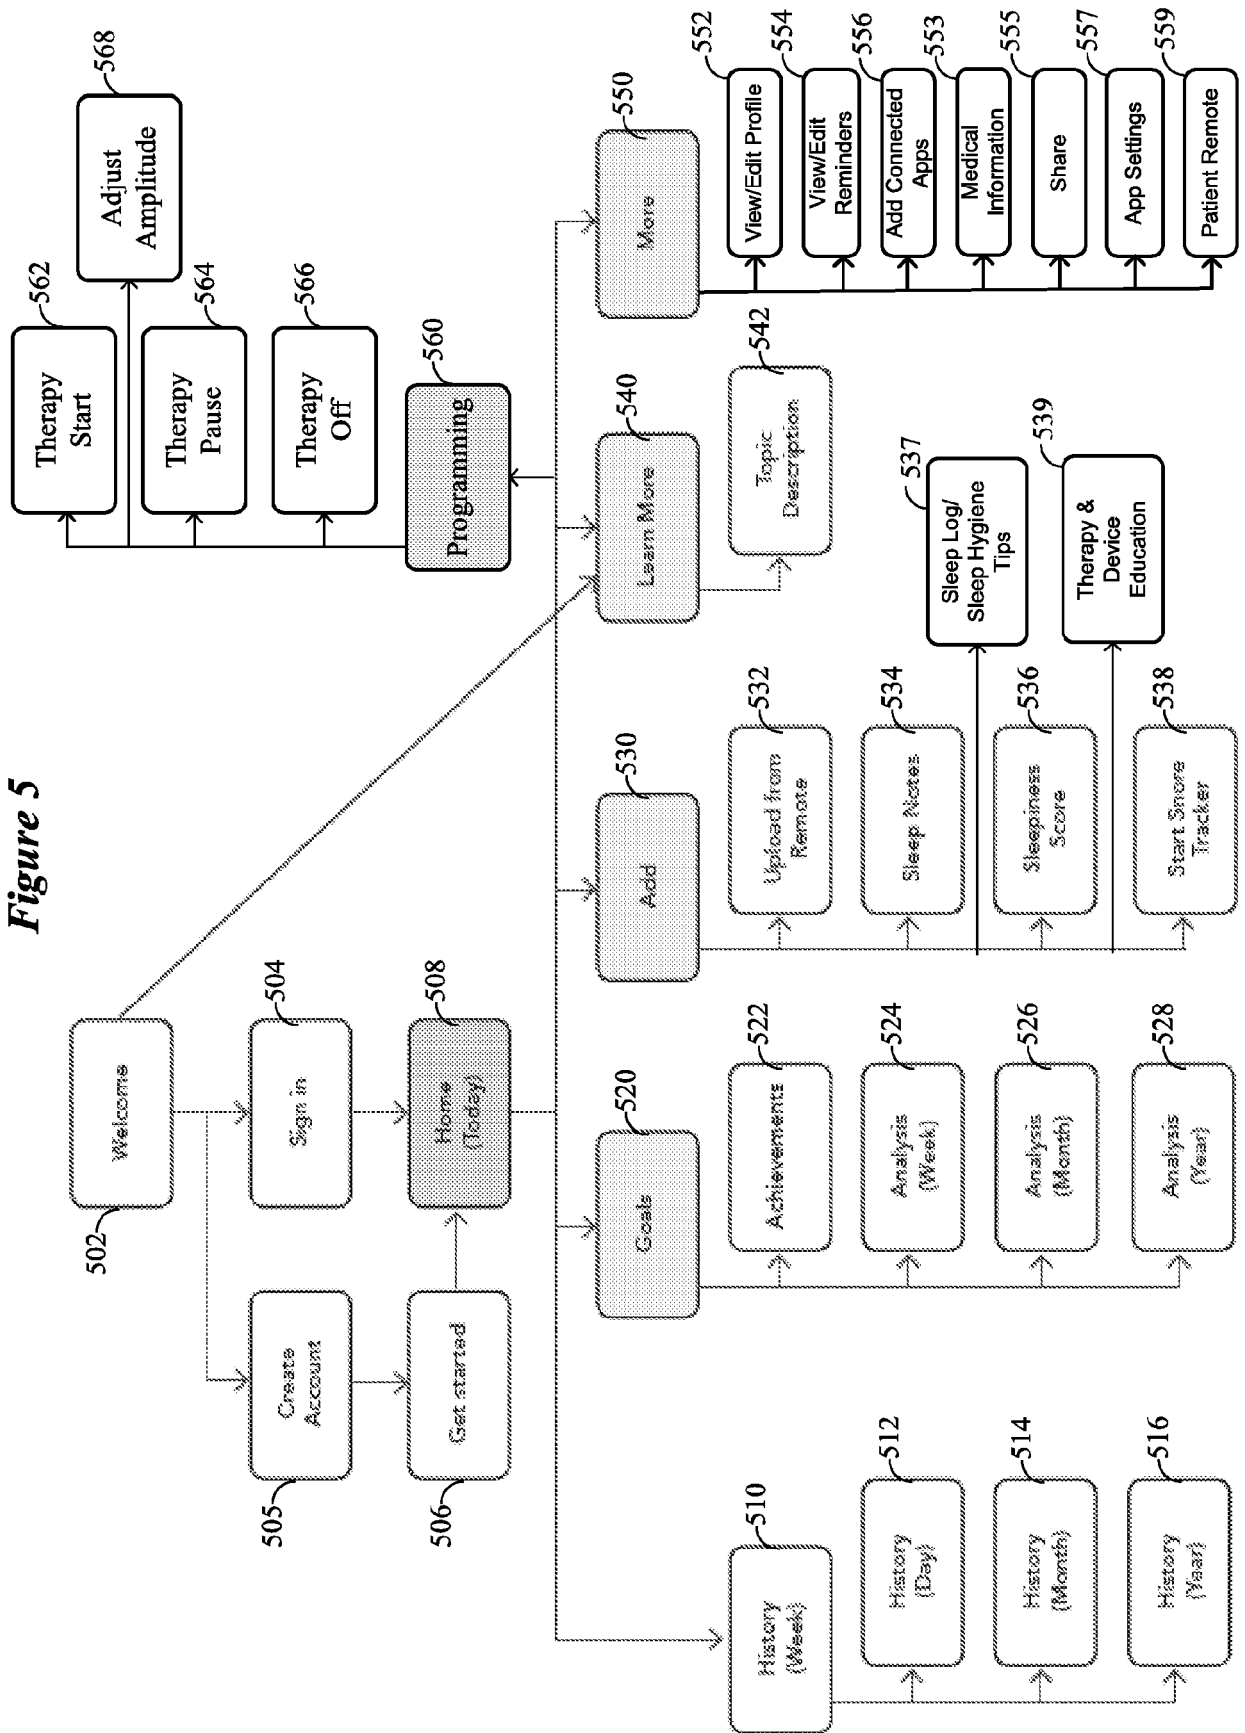 Figure 5
Welcome
502
Create
Account
505
Sign in
504
Get started
506
Home
(Today)
508
Therapy
Start
562
Adjust
Amplitude
568
Therapy
Pause
564
Therapy
Off
566
Programming
560
Goals
520
Add
530
Learn More
540
More
550
History
(Week)
510
History
(Day)
512
History
(Month)
514
History
(Year)
516
Achievements
522
Analysis
(Week)
524
Analysis
(Month)
526
Analysis
(Year)
528
Upload from
Remote
532
Sleep Notes
534
Sleepiness
Score
536
Start Snore
Tracker
538
Sleep Log/
Sleep Hygiene
Tips
537
Therapy &
Device
Education
539
Topic
Description
542
View/Edit Profile
552
View/Edit
Reminders
554
Add Connected
Apps
556
Medical
Information
553
Share
555
App Settings
557
Patient Remote
559